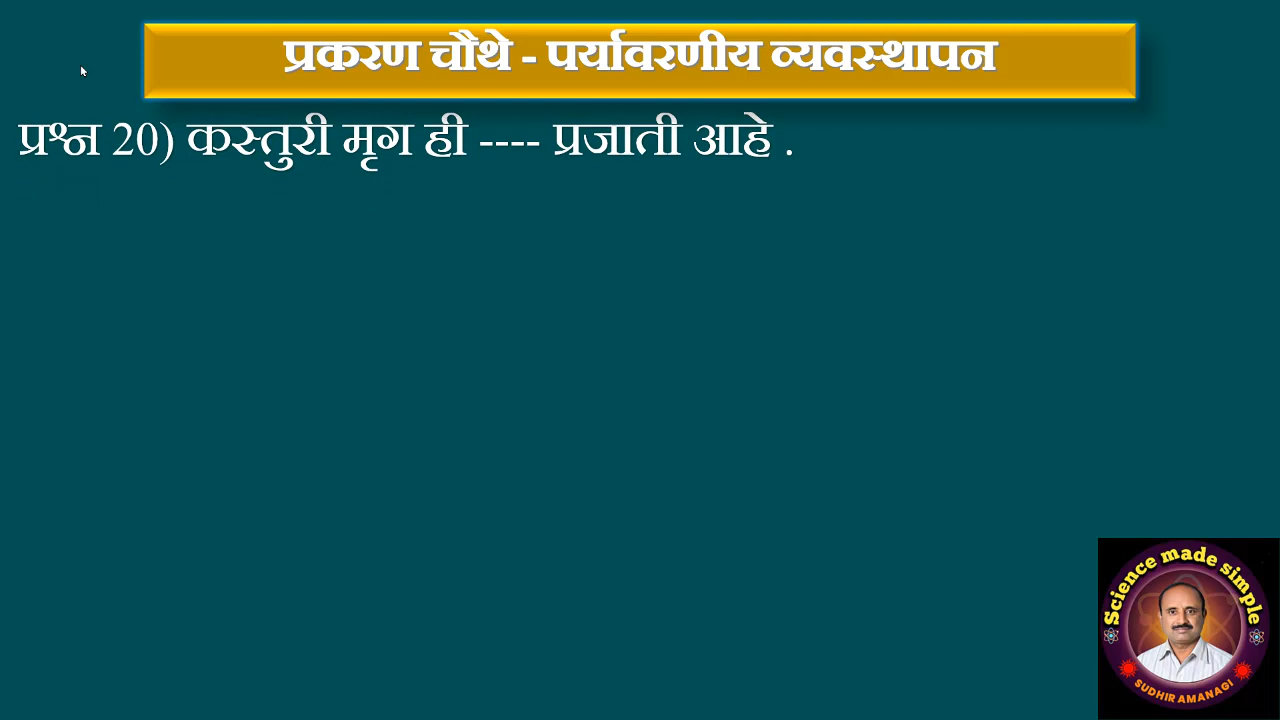 प्रकरण चौथे - पर्यावरणीय व्यवस्थापन
प्रश्न 20) कस्तुरी मृग ही ---- प्रजाती आहे .
Science made simple
SUDHIR AMANAGI